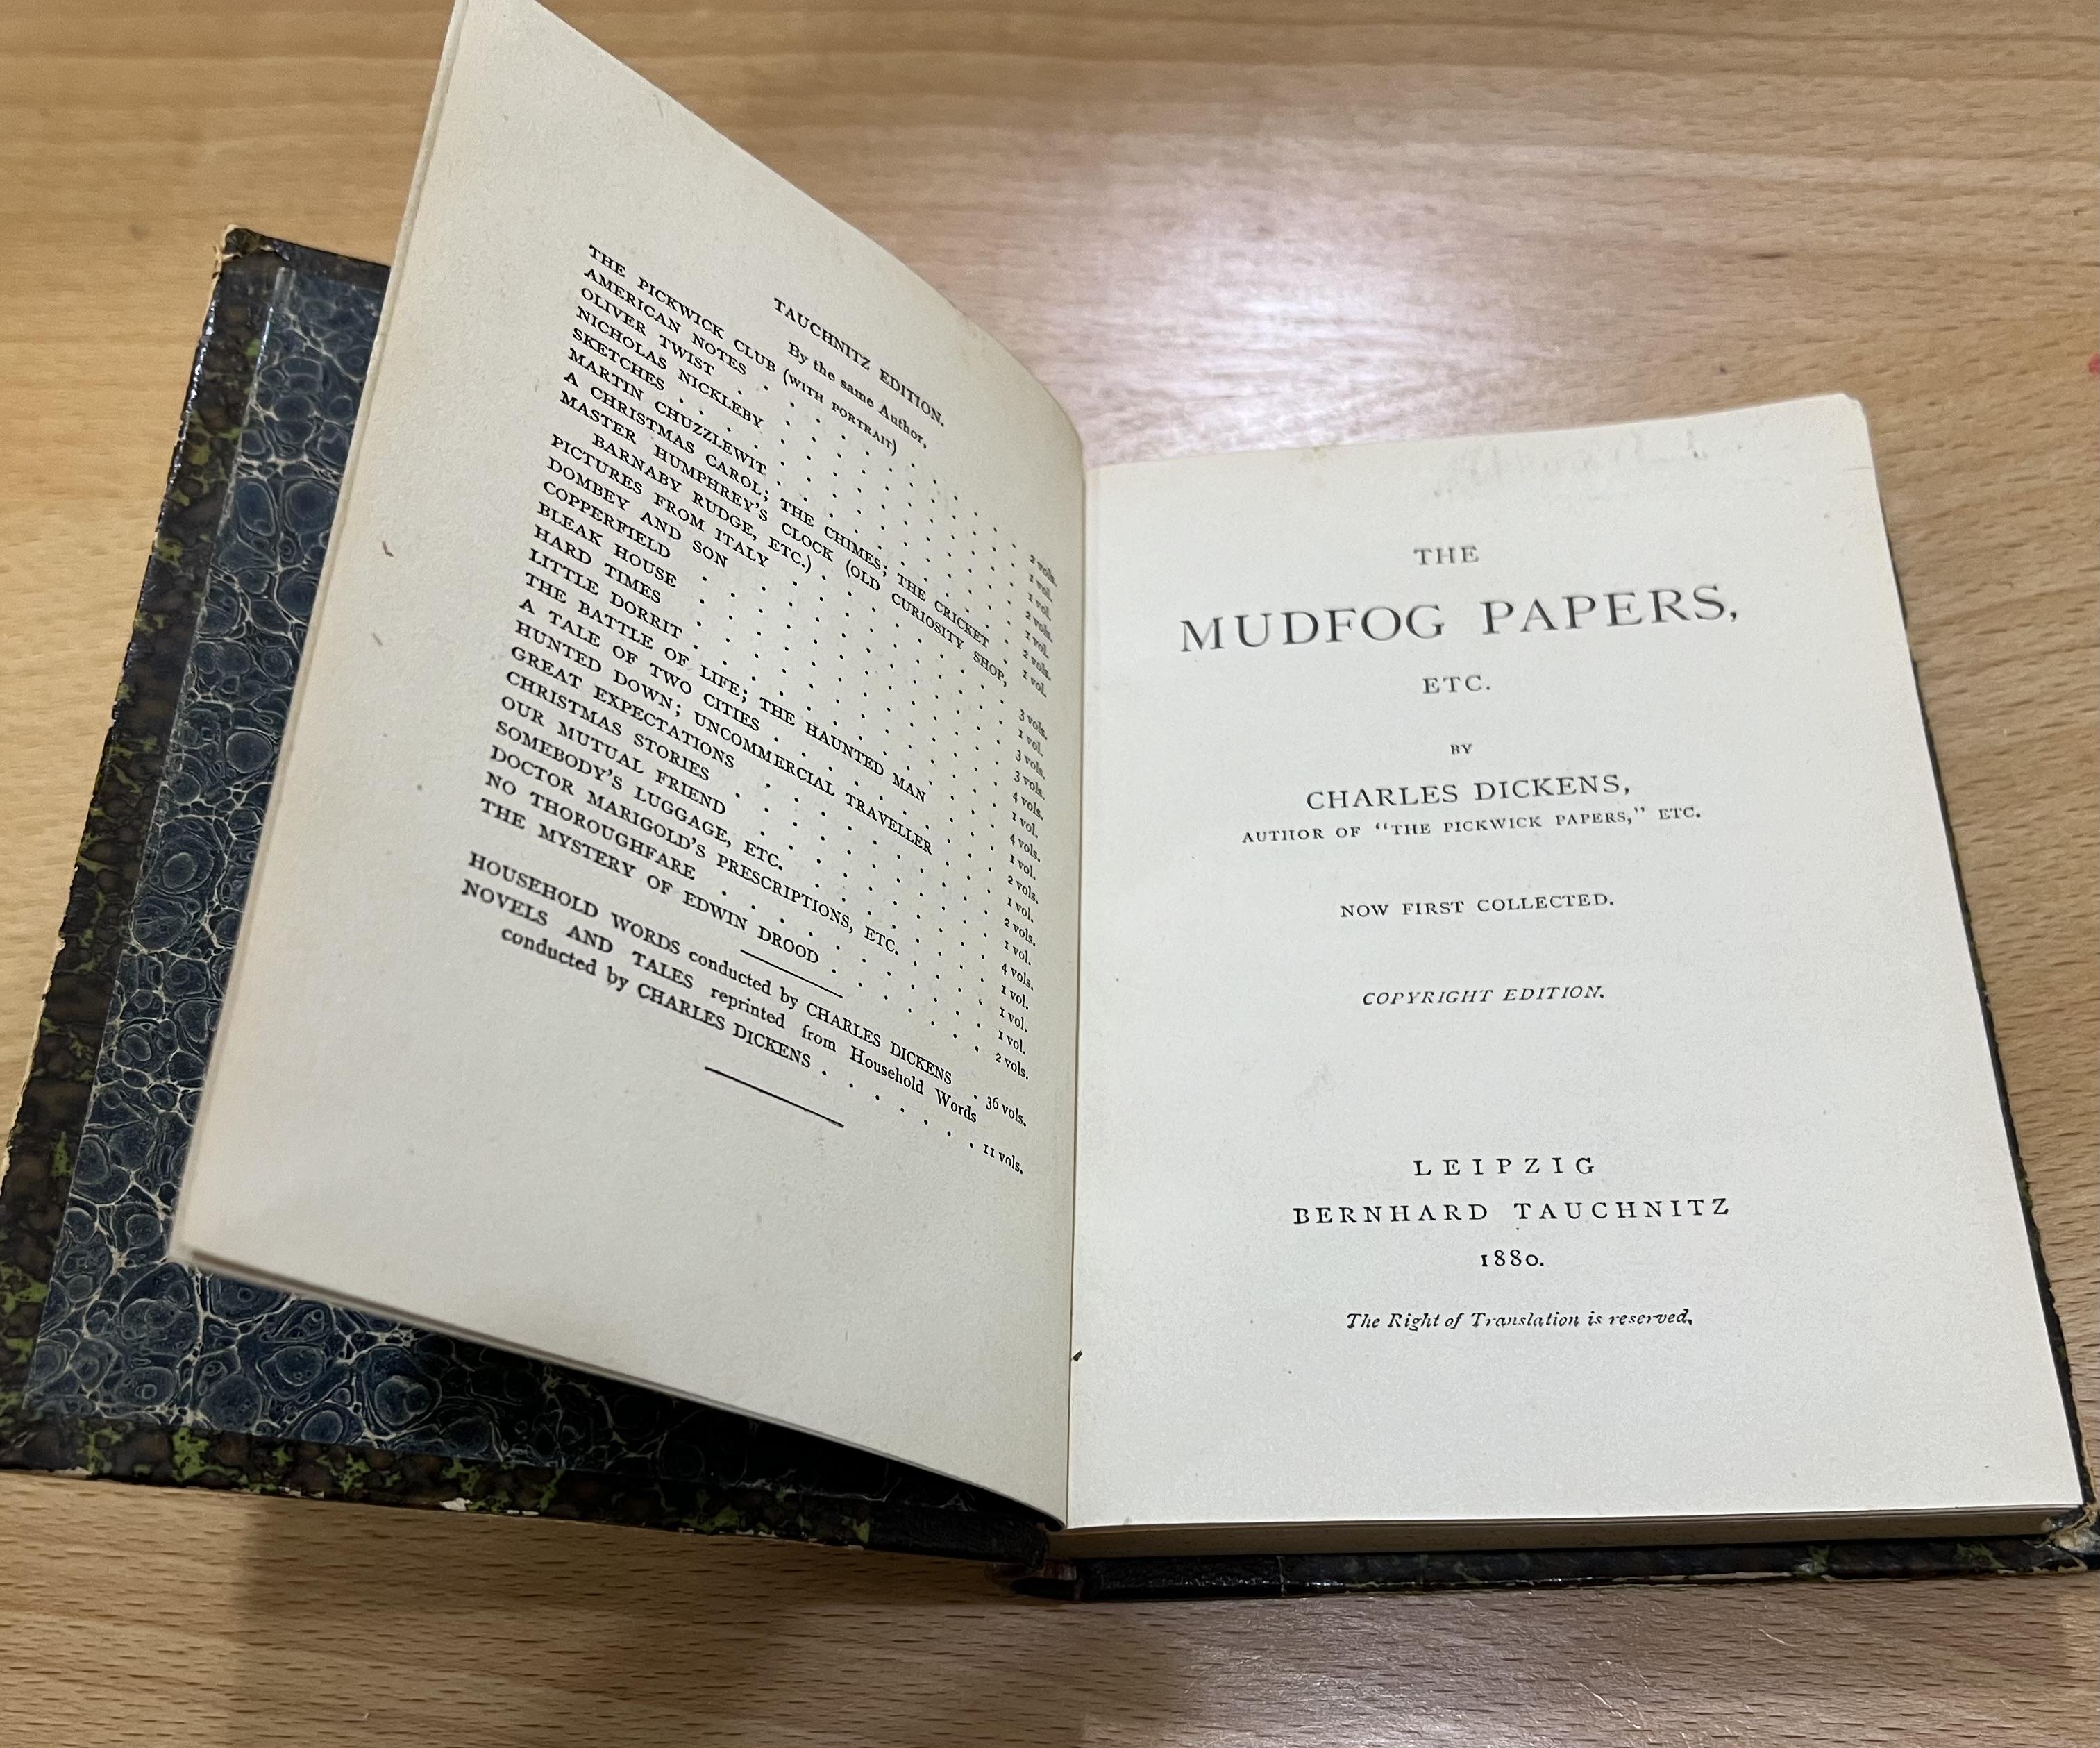 TAUCHNITZ EDITION.
By the same Author,
THE PICKWICK CLUB (WITH PORTRAIT) . . . 2 vols.
AMERICAN NOTES . . . . . . . 1 vol.
OLIVER TWIST . . . . . . . 1 vol.
NICHOLAS NICKLEBY . . . . . . 2 vols.
SKETCHES . . . . . . . . 1 vol.
MARTIN CHUZZLEWIT . . . . . . 2 vols.
A CHRISTMAS CAROL; THE CHIMES; THE CRICKET . 1 vol.
MASTER HUMPHREY'S CLOCK (OLD CURIOSITY SHOP,
BARNABY RUDGE, ETC.) . . . . . . 3 vols.
PICTURES FROM ITALY . . . . . . 1 vol.
DOMBEY AND SON . . . . . . . 3 vols.
COPPERFIELD . . . . . . . . 3 vols.
BLEAK HOUSE . . . . . . . . 4 vols.
HARD TIMES . . . . . . . . 1 vol.
LITTLE DORRIT . . . . . . . . 4 vols.
THE BATTLE OF LIFE; THE HAUNTED MAN . . . 1 vol.
A TALE OF TWO CITIES . . . . . . 2 vols.
HUNTED DOWN; UNCOMMERCIAL TRAVELLER . . . 1 vol.
GREAT EXPECTATIONS . . . . . . 2 vols.
CHRISTMAS STORIES . . . . . . . 1 vol.
OUR MUTUAL FRIEND . . . . . . . 4 vols.
SOMEBODY'S LUGGAGE, ETC. . . . . . . 1 vol.
DOCTOR MARIGOLD'S PRESCRIPTIONS, ETC. . . . 1 vol.
NO THOROUGHFARE . . . . . . . 1 vol.
THE MYSTERY OF EDWIN DROOD . . . . . 2 vols.
HOUSEHOLD WORDS conducted by CHARLES DICKENS . 36 vols.
NOVELS AND TALES reprinted from Household Words
conducted by CHARLES DICKENS . . . . . . 11 vols.
THE
MUDFOG PAPERS,
ETC.
BY
CHARLES DICKENS,
AUTHOR OF "THE PICKWICK PAPERS," ETC.
NOW FIRST COLLECTED.
COPYRIGHT EDITION.
LEIPZIG
BERNHARD TAUCHNITZ
1880.
The Right of Translation is reserved.